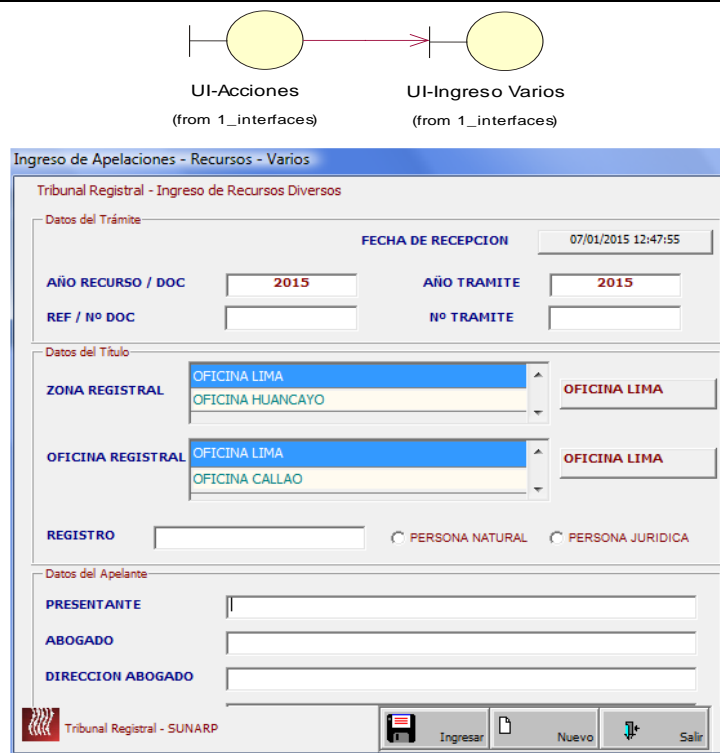 UI-Acciones UI-Ingreso Varios
(from 1_interfaces) (from 1_interfaces)
Ingreso de Apelaciones - Recursos - Varios
Tribunal Registral - Ingreso de Recursos Diversos
Datos del Trámite
FECHA DE RECEPCION 07/01/2015 12:47:55
AÑO RECURSO / DOC 2015 AÑO TRAMITE 2015
REF / Nº DOC Nº TRAMITE
Datos del Título
ZONA REGISTRAL OFICINA LIMA OFICINA LIMA
OFICINA HUANCAYO
OFICINA REGISTRAL OFICINA LIMA OFICINA LIMA
OFICINA CALLAO
REGISTRO PERSONA NATURAL PERSONA JURIDICA
Datos del Apelante
PRESENTANTE
ABOGADO
DIRECCION ABOGADO
Tribunal Registral - SUNARP Ingresar Nuevo Salir